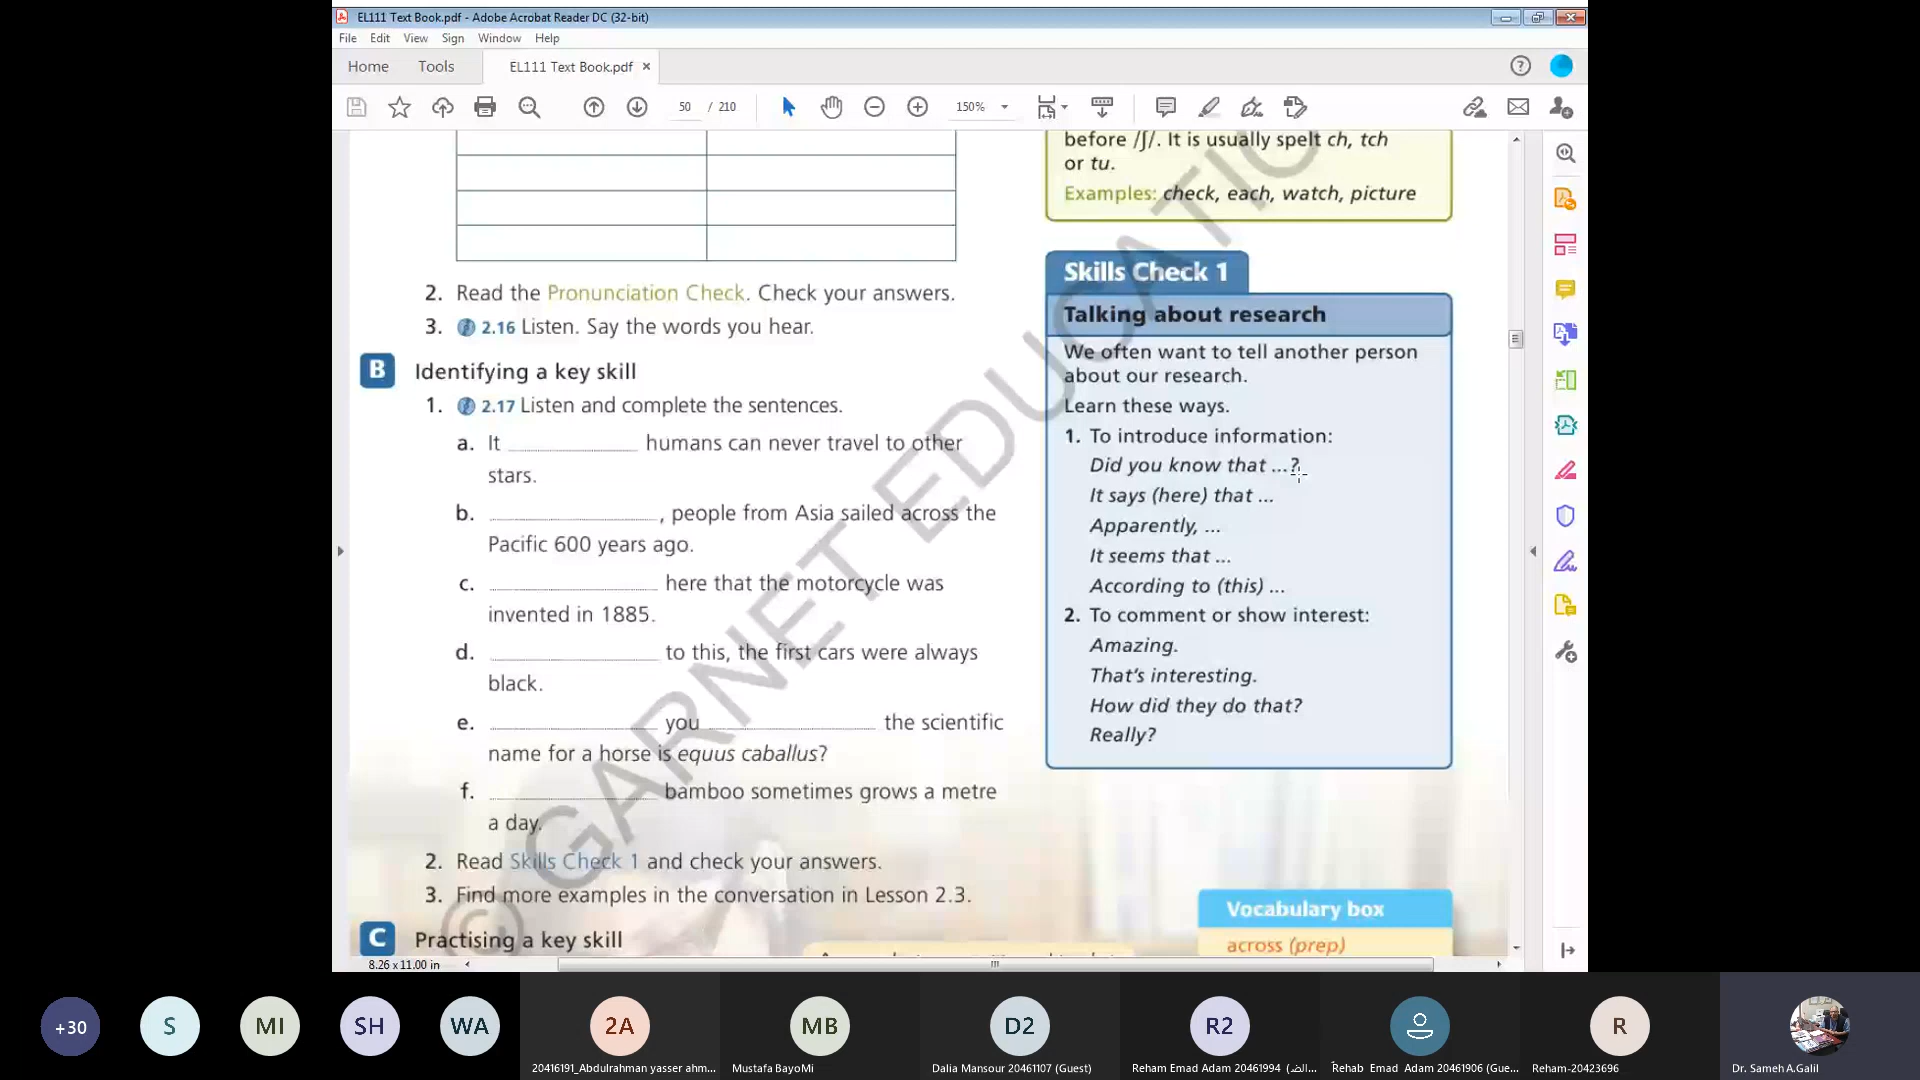 EL111 Text Book.pdf - Adobe Acrobat Reader DC (32-bit)
File Edit View Sign Window Help
Home Tools EL111 Text Book.pdf ×
50 / 210 150%
before /ʃ/. It is usually spelt ch, tch
or tu.
Examples: check, each, watch, picture
2. Read the Pronunciation Check. Check your answers.
3. 2.16 Listen. Say the words you hear.
B Identifying a key skill
1. 2.17 Listen and complete the sentences.
a. It ____ humans can never travel to other
stars.
b. ____, people from Asia sailed across the
Pacific 600 years ago.
c. ____ here that the motorcycle was
invented in 1885.
d. ____ to this, the first cars were always
black.
e. ____ you ____ the scientific
name for a horse is equus caballus?
f. ____ bamboo sometimes grows a metre
a day.
2. Read Skills Check 1 and check your answers.
3. Find more examples in the conversation in Lesson 2.3.
C Practising a key skill
Skills Check 1
Talking about research
We often want to tell another person
about our research.
Learn these ways.
1. To introduce information:
Did you know that ...?
It says (here) that ...
Apparently, ...
It seems that ...
According to (this) ...
2. To comment or show interest:
Amazing.
That's interesting.
How did they do that?
Really?
Vocabulary box
across (prep)
© GARNET EDUCATIO
8.26 x 11.00 in
+30
S
MI
SH
WA
2A
MB
D2
R2
R
20416191_Abdulrahman yasser ahm...
Mustafa BayoMi
Dalia Mansour 20461107 (Guest)
Reham Emad Adam 20461994
Rehab Emad Adam 20461906 (Gue...
Reham-20423696
Dr. Sameh A.Galil